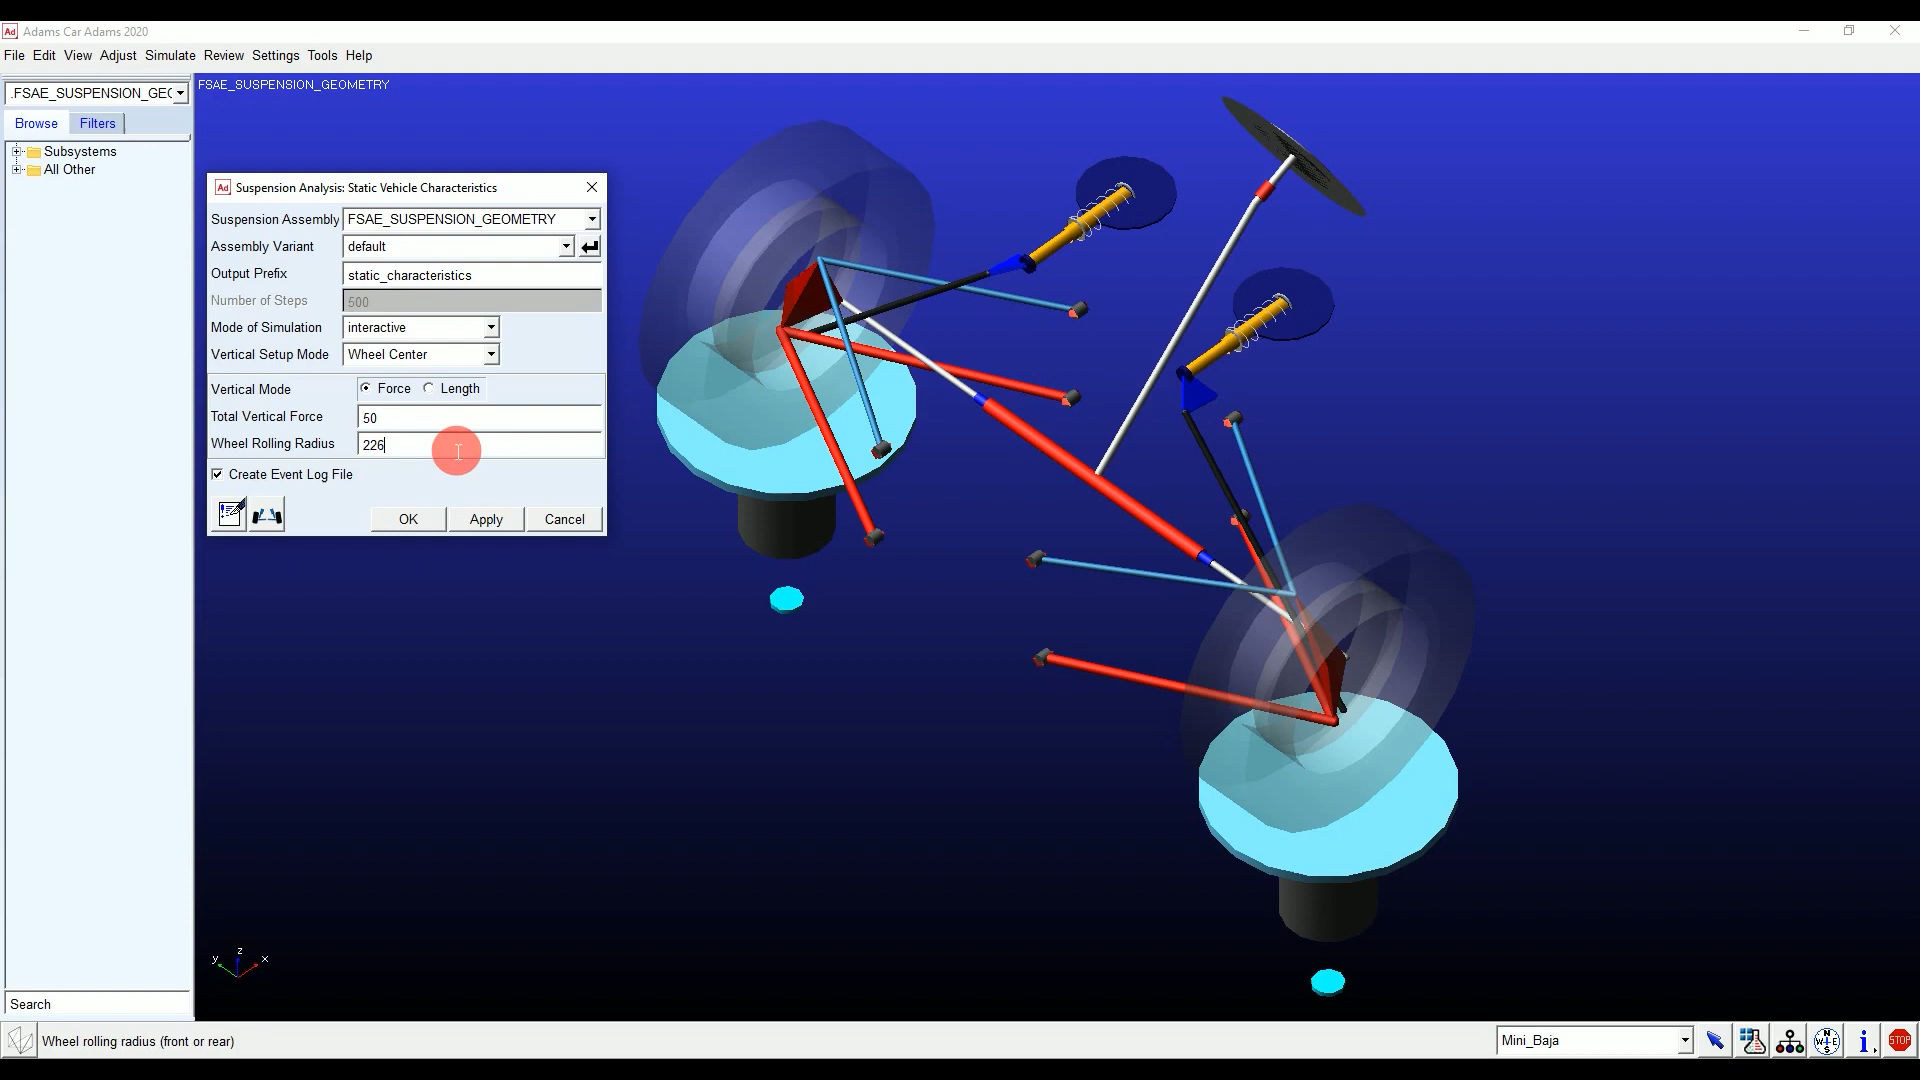 Ad Adams Car Adams 2020
File Edit View Adjust Simulate Review Settings Tools Help
.FSAE_SUSPENSION_GEO
FSAE_SUSPENSION_GEOMETRY
Browse Filters
Subsystems
All Other
Ad Suspension Analysis: Static Vehicle Characteristics
Suspension Assembly FSAE_SUSPENSION_GEOMETRY
Assembly Variant default
Output Prefix static_characteristics
Number of Steps 500
Mode of Simulation interactive
Vertical Setup Mode Wheel Center
Vertical Mode Force Length
Total Vertical Force 50
Wheel Rolling Radius 226
Create Event Log File
OK Apply Cancel
z
y x
Search
Wheel rolling radius (front or rear)
Mini_Baja
N
W E
S
i
STOP